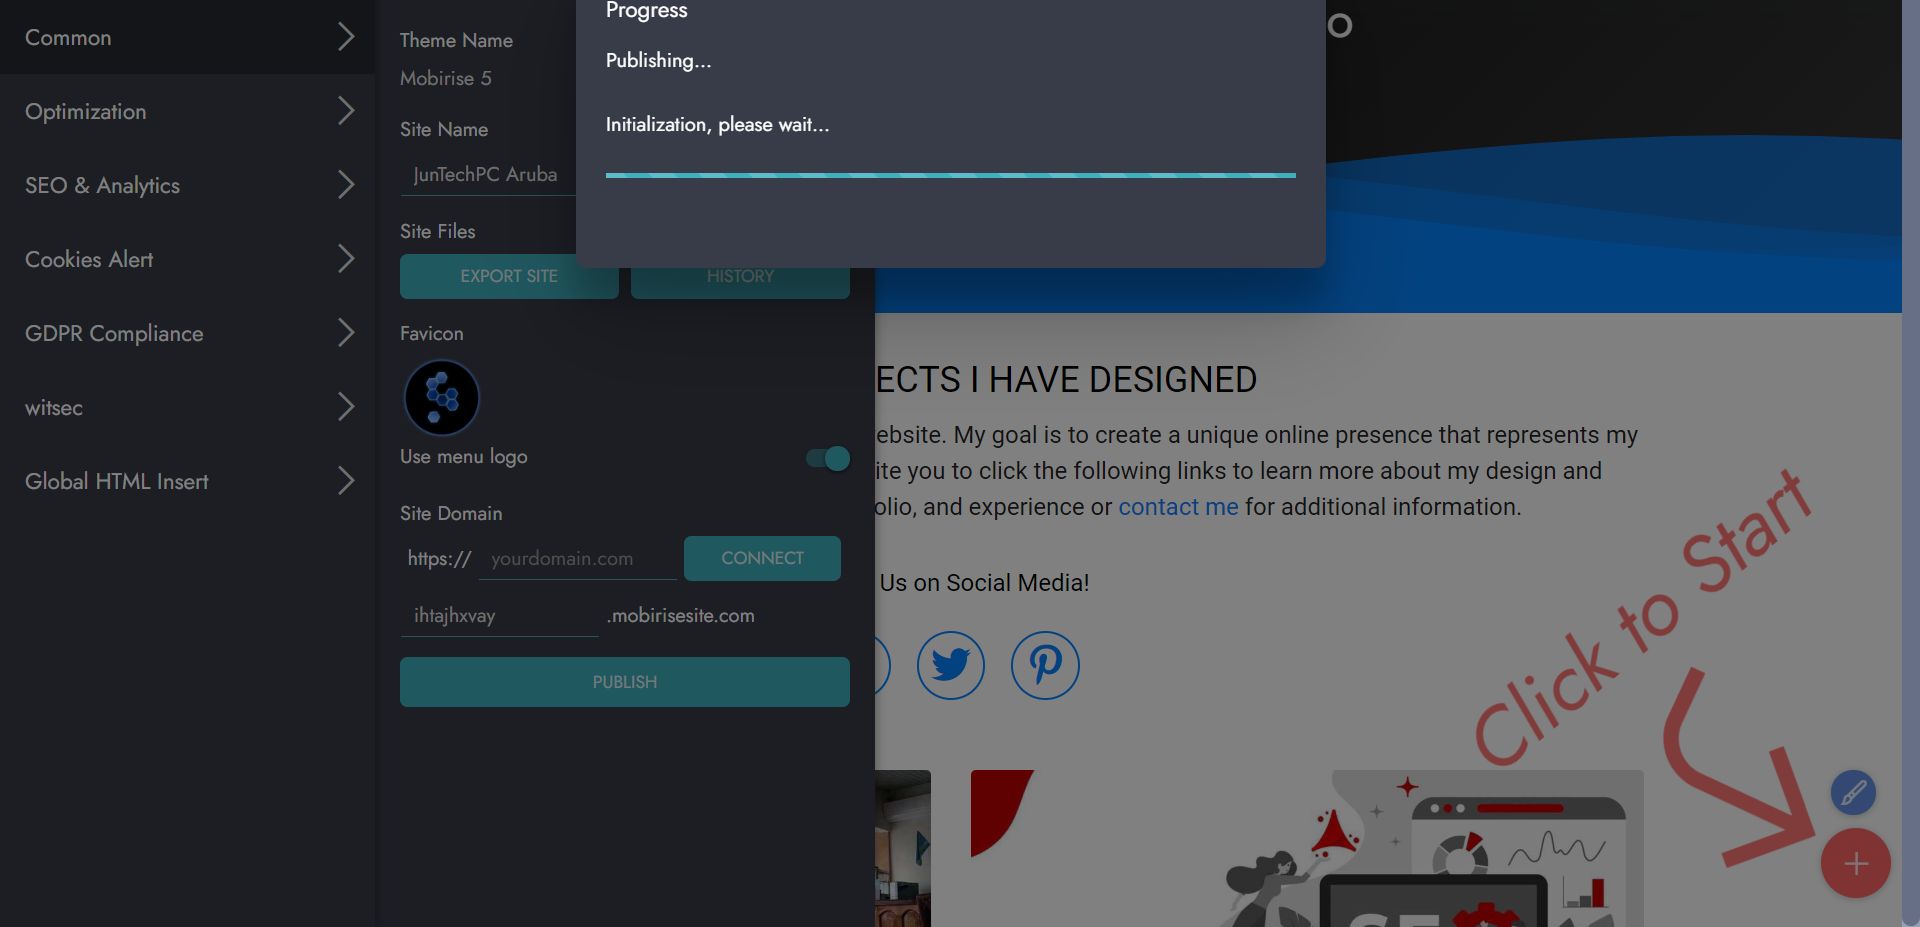 Common
Optimization
SEO & Analytics
Cookies Alert
GDPR Compliance
witsec
Global HTML Insert
Theme Name
Mobirise 5
Site Name
JunTechPC Aruba
Site Files
EXPORT SITE
HISTORY
Favicon
Use menu logo
Site Domain
https://
yourdomain.com
CONNECT
ihtajhxvay
.mobirisesite.com
PUBLISH
Progress
Publishing...
Initialization, please wait...
O
ECTS I HAVE DESIGNED
ebsite. My goal is to create a unique online presence that represents my
ite you to click the following links to learn more about my design and
olio, and experience or contact me for additional information.
Us on Social Media!
Click to Start